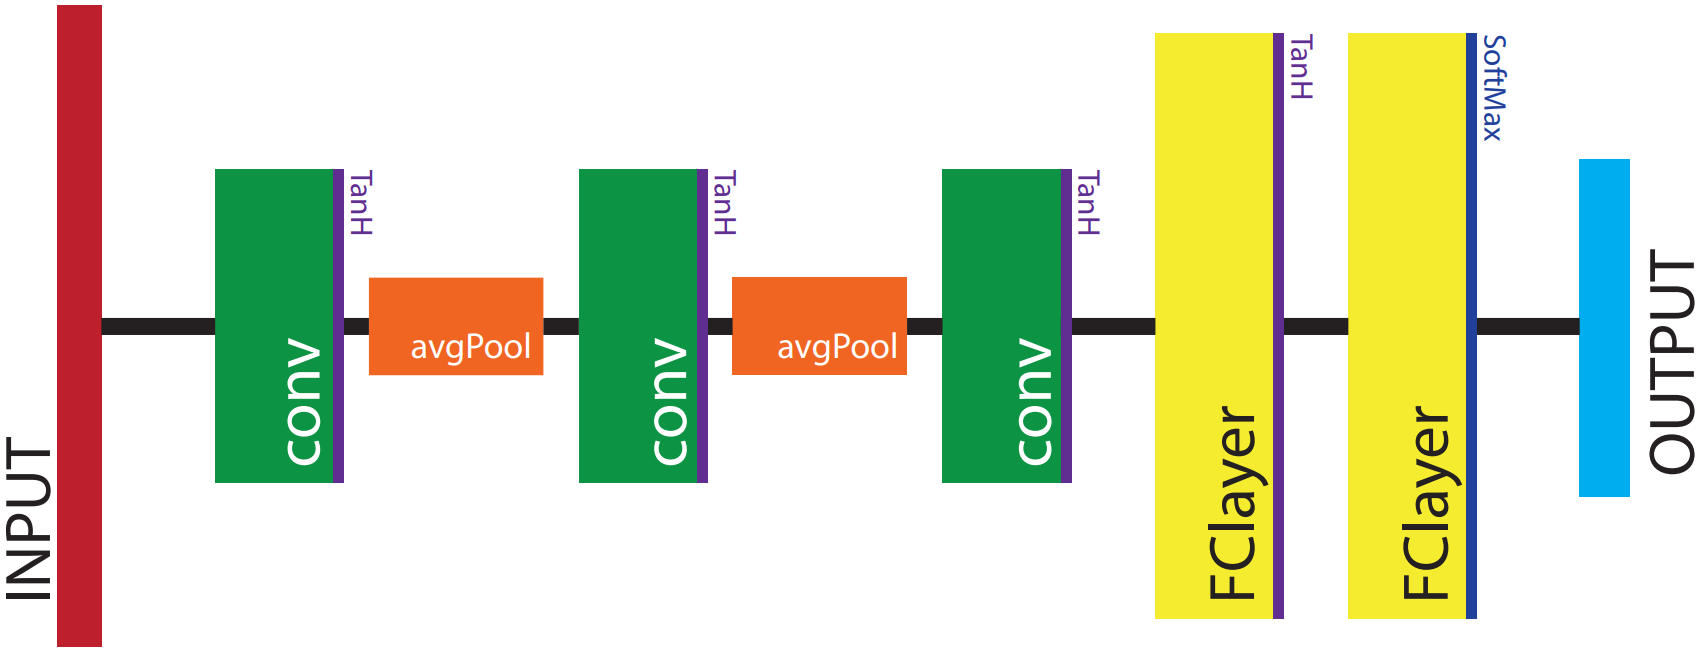 INPUT
conv
TanH
avgPool
conv
TanH
avgPool
conv
TanH
FClayer
TanH
FClayer
SoftMax
OUTPUT